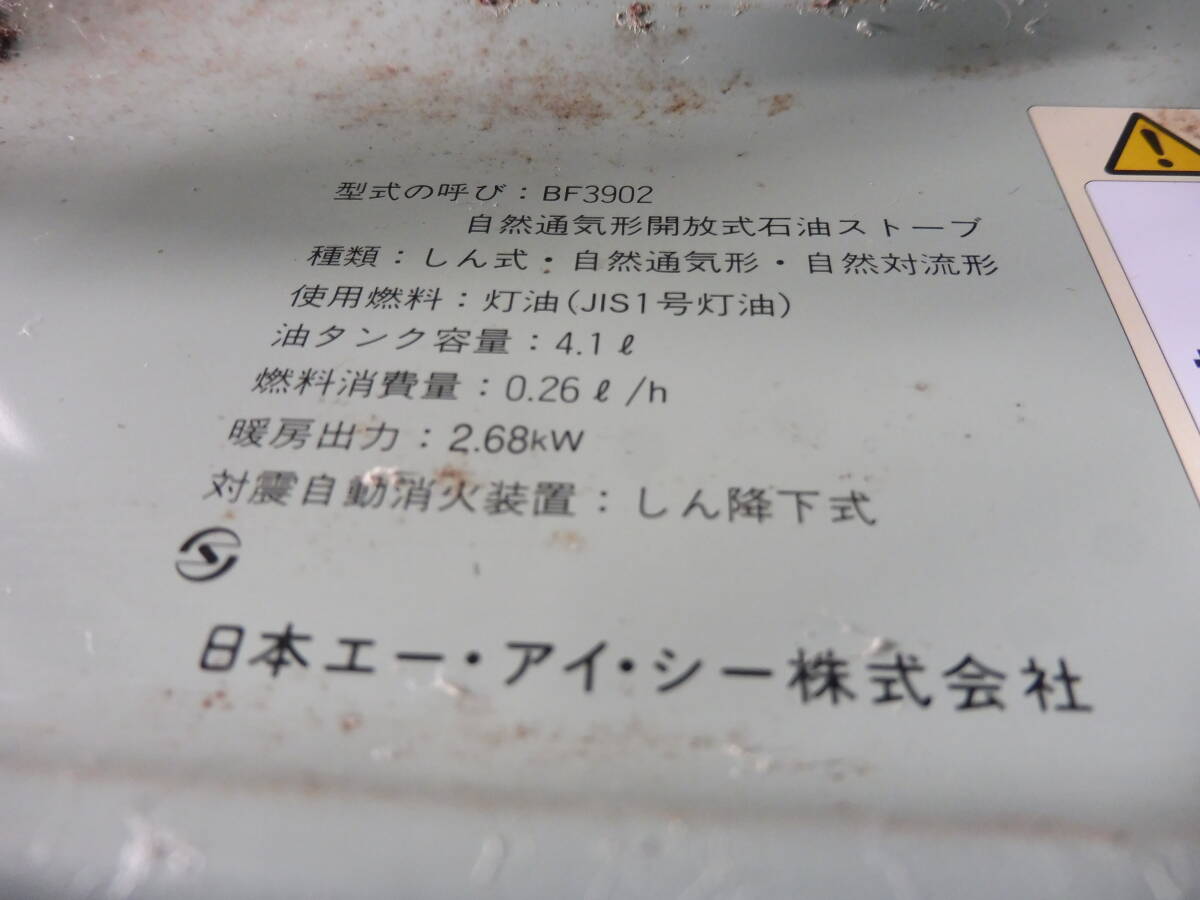 型式の呼び：BF3902
自然通気形開放式石油ストーブ
種類：しん式・自然通気形・自然対流形
使用燃料：灯油(JIS1号灯油)
油タンク容量：4.1ℓ
燃料消費量：0.26ℓ/h
暖房出力：2.68kW
対震自動消火装置：しん降下式
日本エー・アイ・シー株式会社